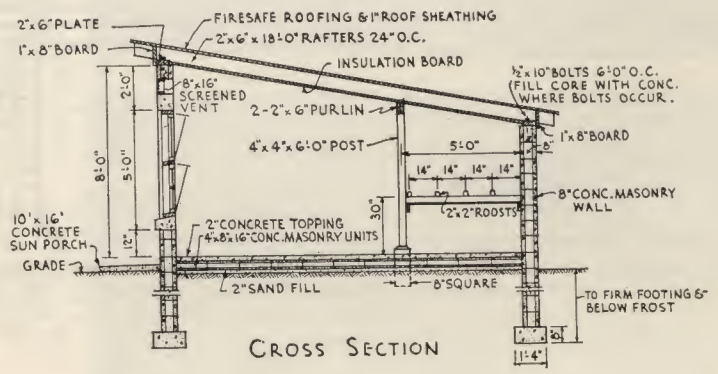 2"x 6" PLATE
FIRESAFE ROOFING & 1" ROOF SHEATHING
2"x 6" x 18'-0" RAFTERS 24" O.C.
1"x 8" BOARD
INSULATION BOARD
½"x 10" BOLTS 6'-0" O.C.
(FILL CORE WITH CONC.
WHERE BOLTS OCCUR.
8"x16"
SCREENED
VENT
2'-0"
2-2"x 6" PURLIN
1"x 8" BOARD
5'-0"
8"
4"x 4"x 6'-0" POST
14" 14" 14" 14"
8'-0"
5'-0"
8" CONC. MASONRY
WALL
2"x 2" ROOSTS
30"
10' x 16'
CONCRETE
SUN PORCH
12"
2" CONCRETE TOPPING
4"x 8"x 16" CONC. MASONRY UNITS
GRADE
2" SAND FILL
8" SQUARE
TO FIRM FOOTING 6"
BELOW FROST
1'-4"
CROSS SECTION